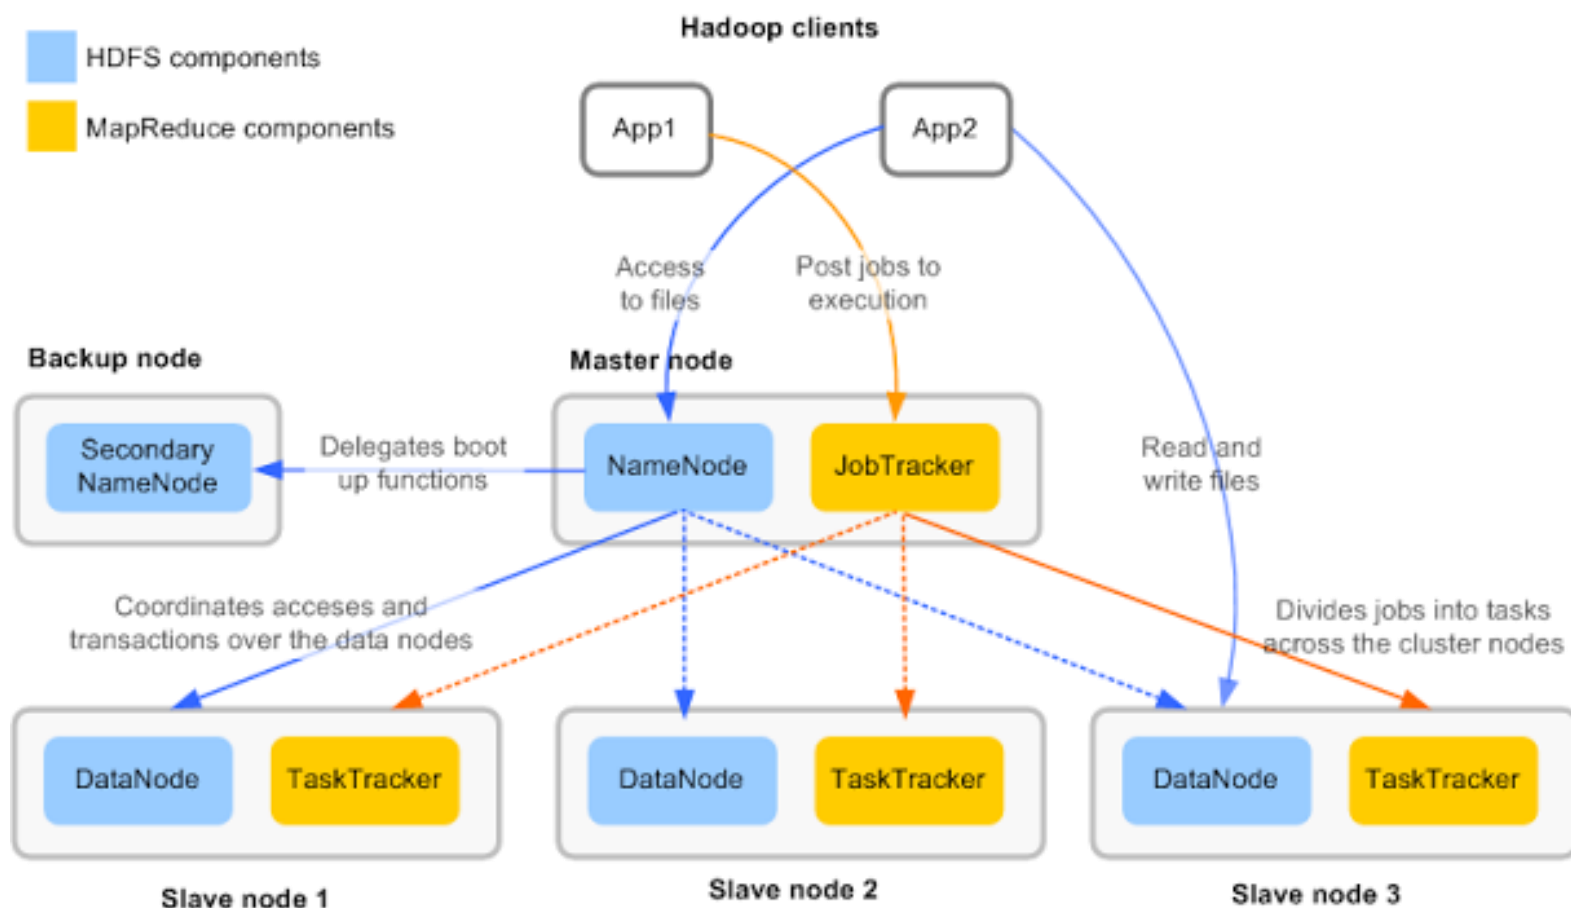 Hadoop clients
HDFS components
MapReduce components
App1
App2
Access
to files
Post jobs to
execution
Backup node
Master node
Secondary
NameNode
Delegates boot
up functions
NameNode
JobTracker
Read and
write files
Coordinates acceses and
transactions over the data nodes
Divides jobs into tasks
across the cluster nodes
DataNode
TaskTracker
DataNode
TaskTracker
DataNode
TaskTracker
Slave node 1
Slave node 2
Slave node 3